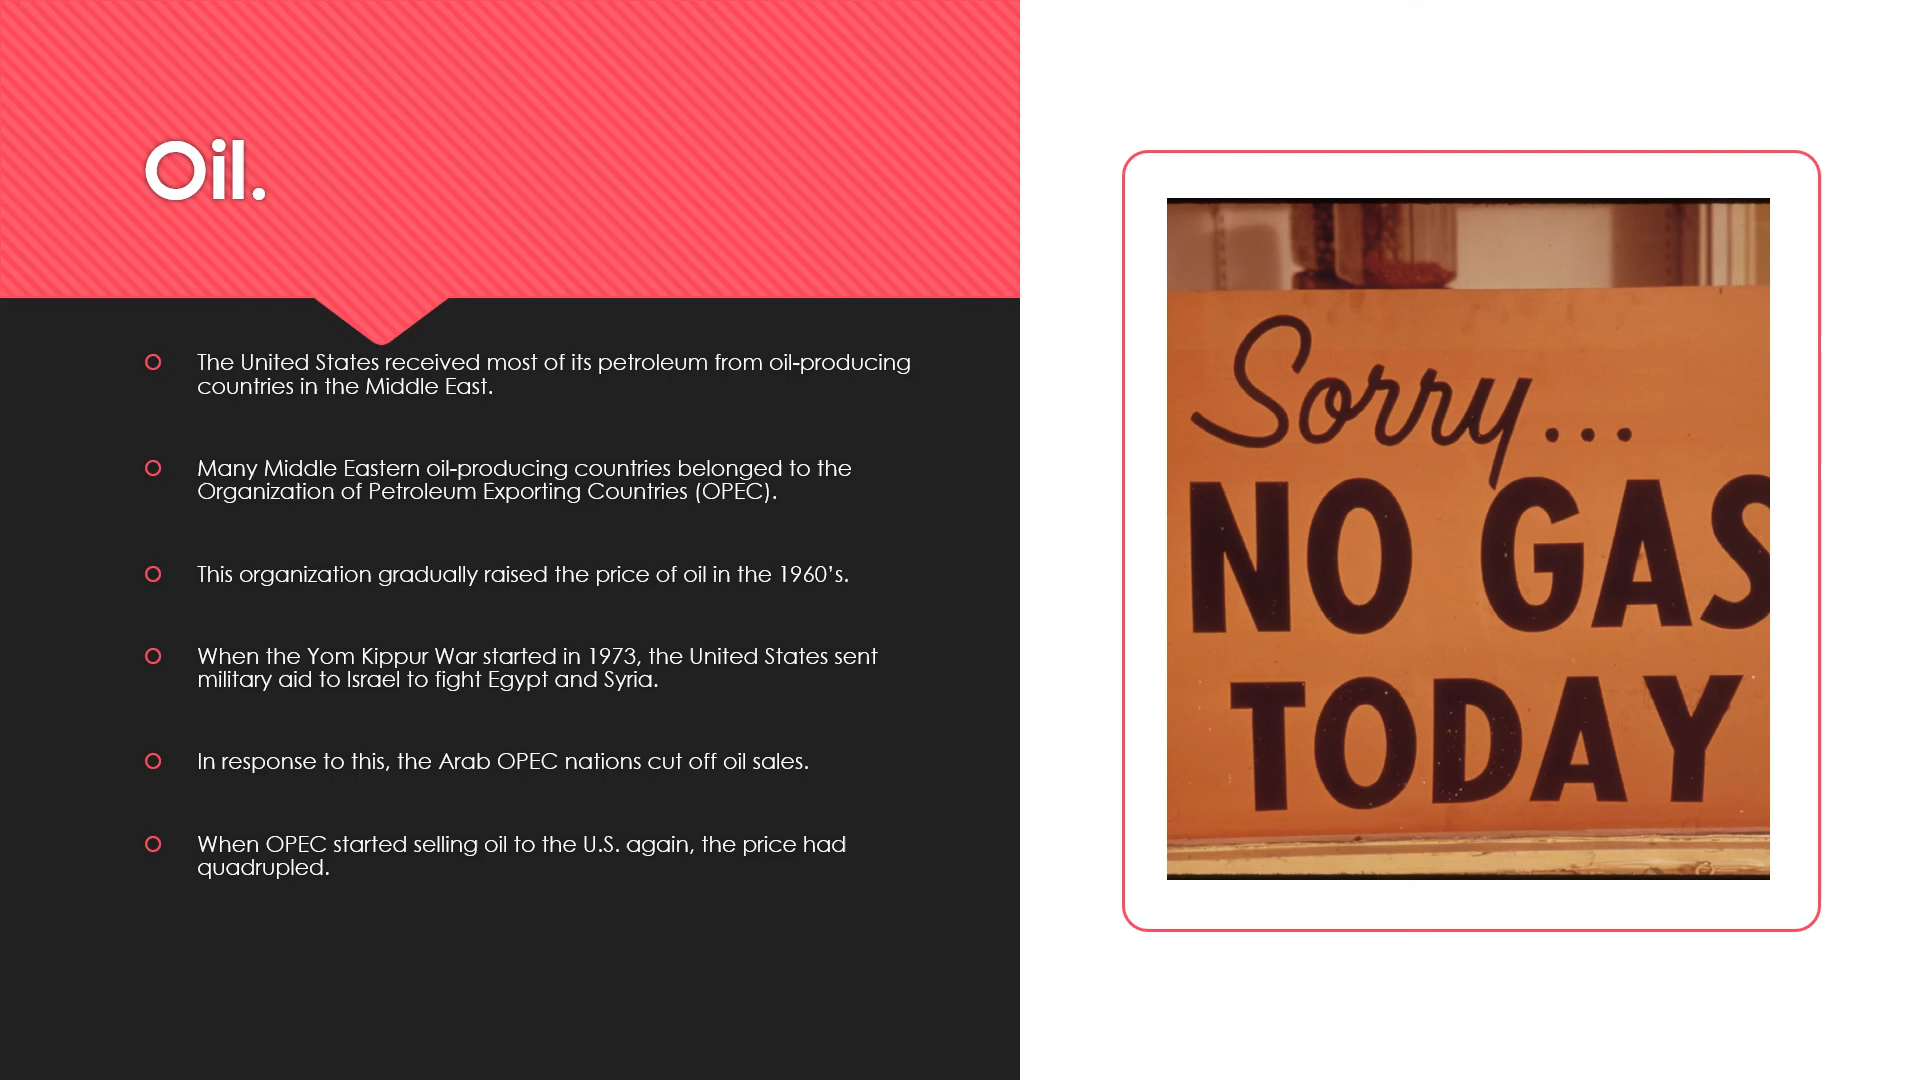 Oil.
The United States received most of its petroleum from oil-producing
countries in the Middle East.
Many Middle Eastern oil-producing countries belonged to the
Organization of Petroleum Exporting Countries (OPEC).
This organization gradually raised the price of oil in the 1960’s.
When the Yom Kippur War started in 1973, the United States sent
military aid to Israel to fight Egypt and Syria.
In response to this, the Arab OPEC nations cut off oil sales.
When OPEC started selling oil to the U.S. again, the price had
quadrupled.
Sorry...
NO GAS
TODAY